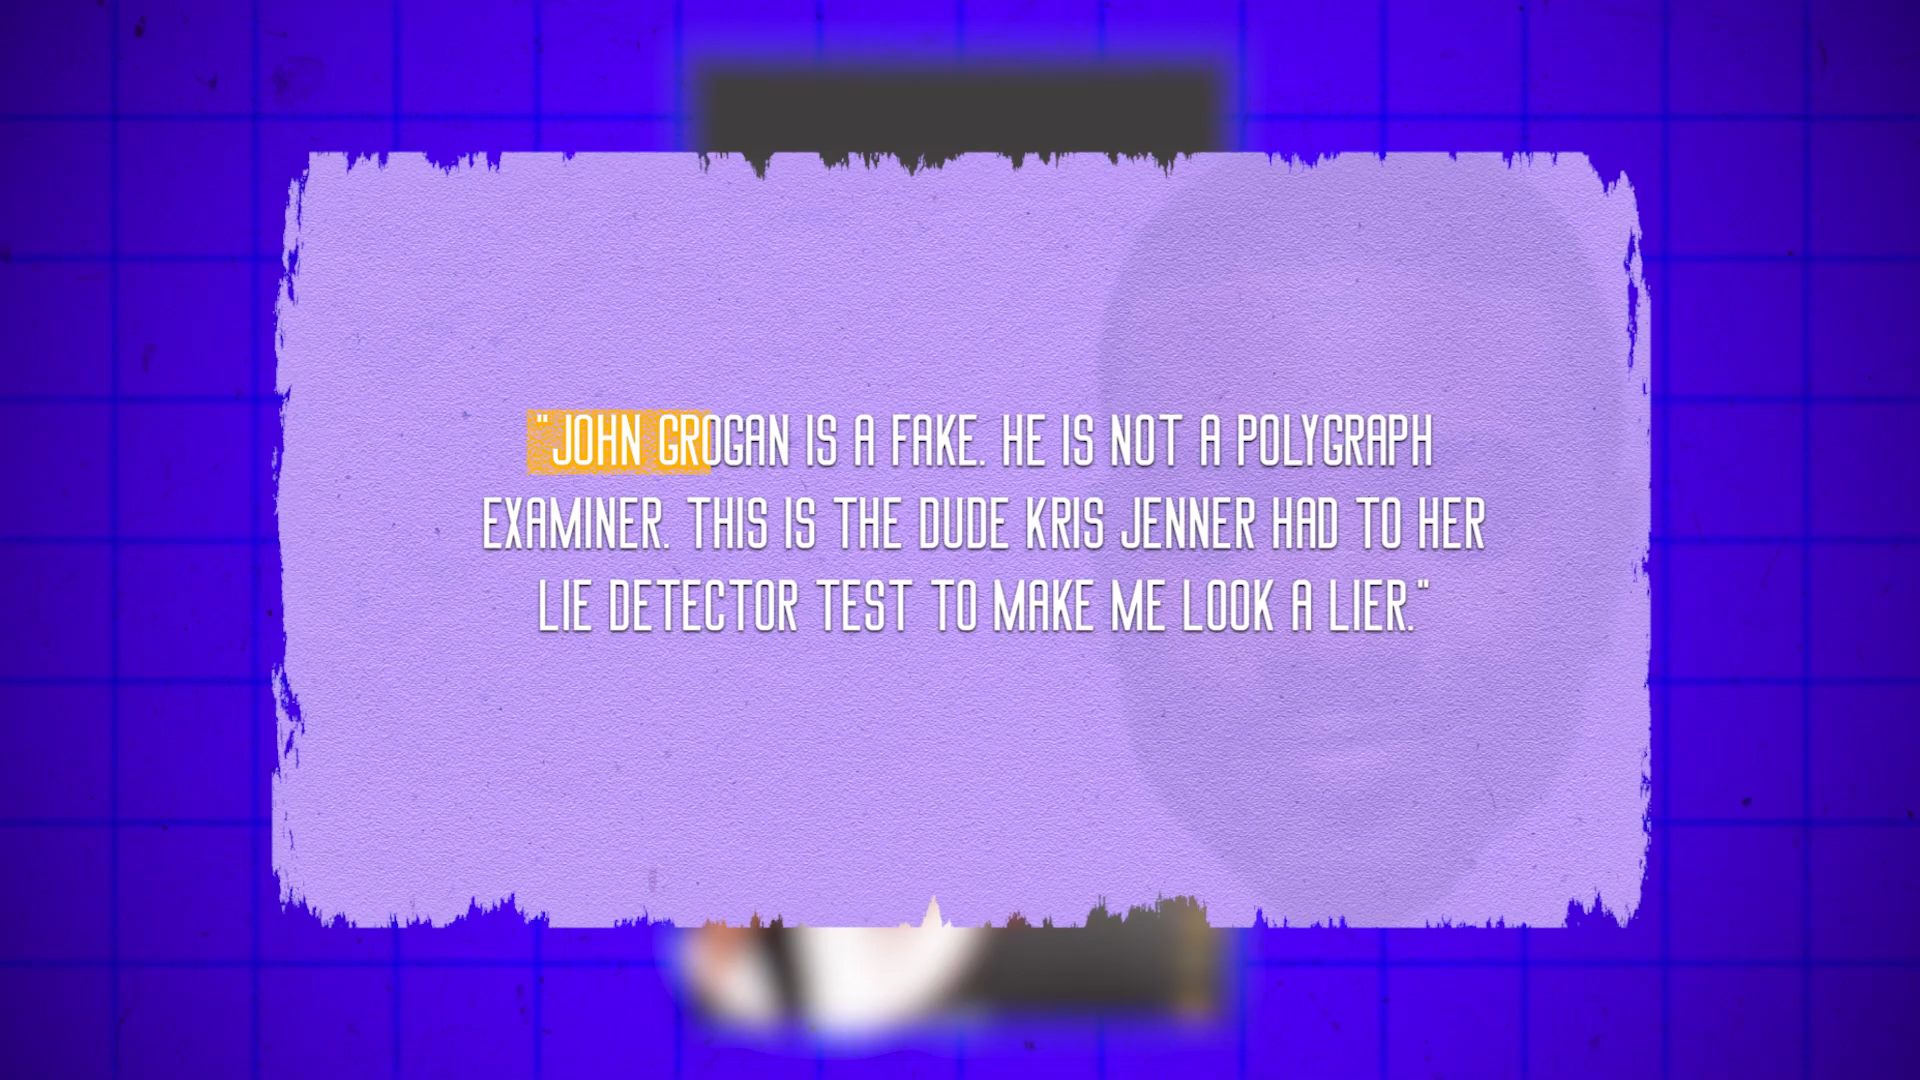 "JOHN GROGAN IS A FAKE. HE IS NOT A POLYGRAPH
EXAMINER. THIS IS THE DUDE KRIS JENNER HAD TO HER
LIE DETECTOR TEST TO MAKE ME LOOK A LIER."